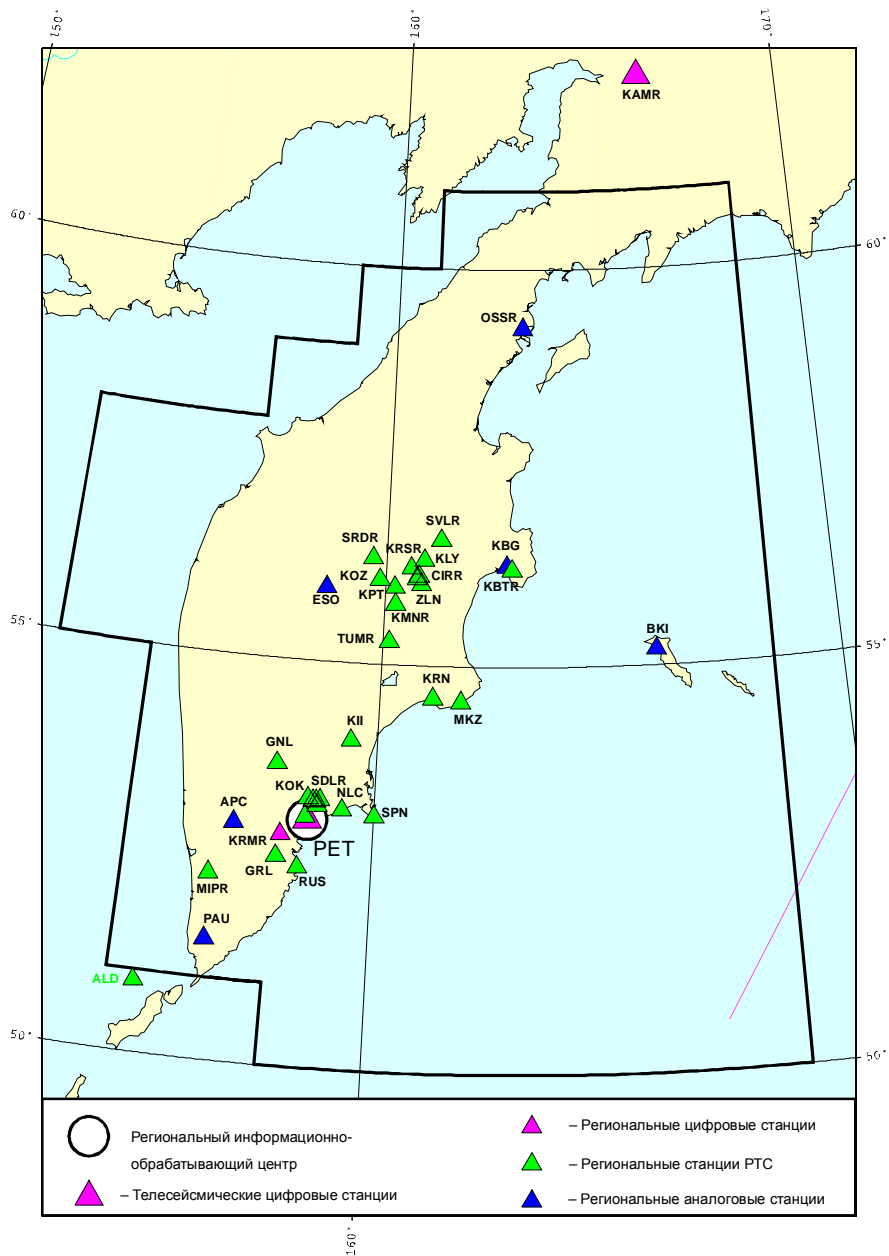 150°
160°
170°
KAMR
60°
60°
OSSR
SVLR
SRDR
KRSR
KLY
KBG
KOZ
CIRR
KPT
KBTR
ESO
ZLN
KMNR
55°
BKI
TUMR
55°
KRN
MKZ
KII
GNL
KOK
SDLR
NLC
APC
SPN
KRMR
PET
GRL
MIPR
RUS
PAU
ALD
50°
50°
Региональный информационно-
обрабатывающий центр
– Телесейсмические цифровые станции
– Региональные цифровые станции
– Региональные станции РТС
– Региональные аналоговые станции
160°